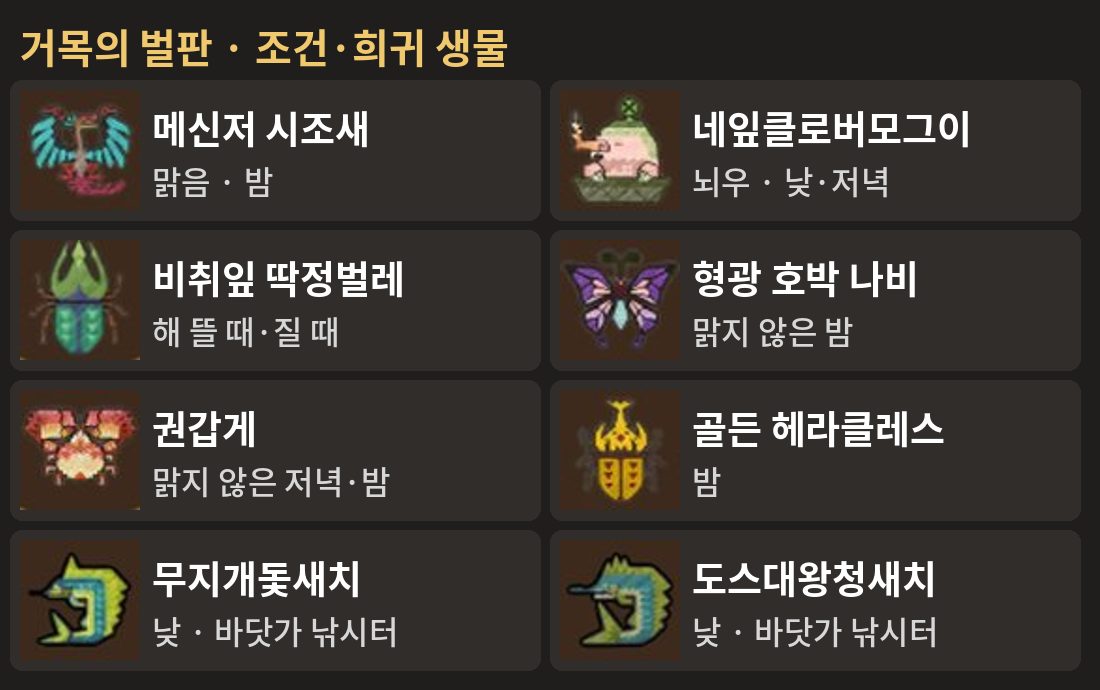 거목의 벌판 · 조건·희귀 생물
메신저 시조새
맑음 · 밤
네잎클로버모그이
뇌우 · 낮·저녁
비취잎 딱정벌레
해 뜰 때·질 때
형광 호박 나비
맑지 않은 밤
권갑게
맑지 않은 저녁·밤
골든 헤라클레스
밤
무지개돛새치
낮 · 바닷가 낚시터
도스대왕청새치
낮 · 바닷가 낚시터